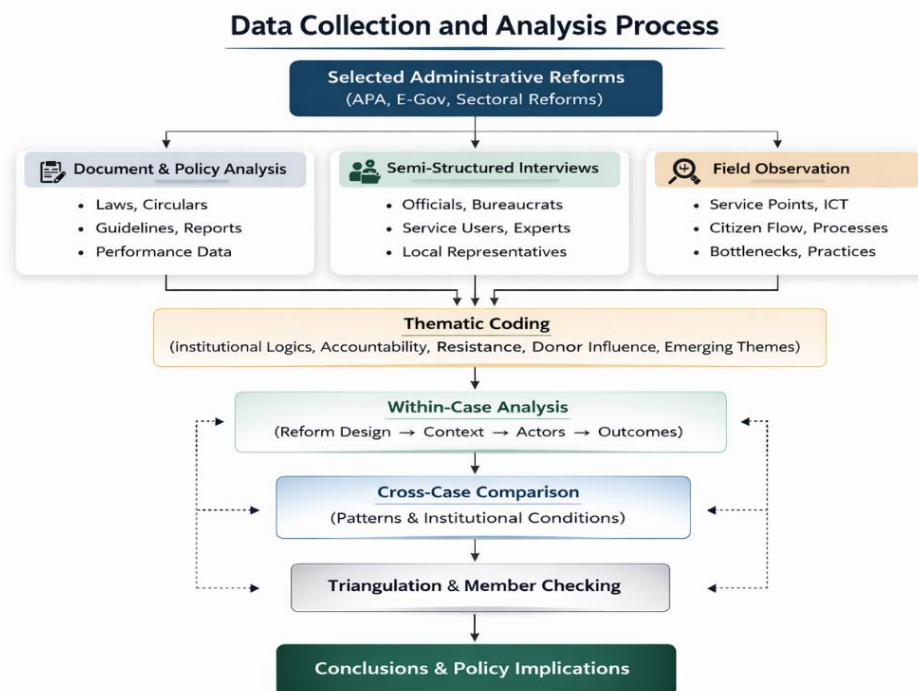 Data Collection and Analysis Process
Selected Administrative Reforms
(APA, E-Gov, Sectoral Reforms)
Document & Policy Analysis
• Laws, Circulars
• Guidelines, Reports
• Performance Data
Semi-Structured Interviews
• Officials, Bureaucrats
• Service Users, Experts
• Local Representatives
Field Observation
• Service Points, ICT
• Citizen Flow, Processes
• Bottlenecks, Practices
Thematic Coding
(institutional Logics, Accountability, Resistance, Donor Influence, Emerging Themes)
Within-Case Analysis
(Reform Design → Context → Actors → Outcomes)
Cross-Case Comparison
(Patterns & Institutional Conditions)
Triangulation & Member Checking
Conclusions & Policy Implications